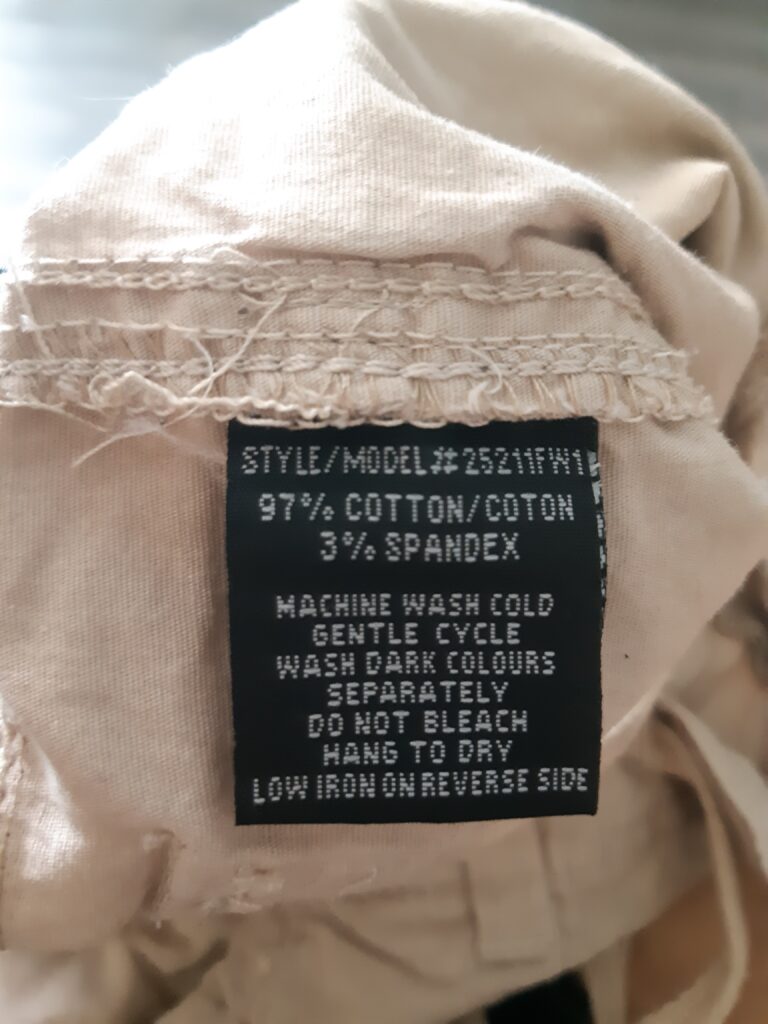 STYLE/MODEL# 25211FW1
97% COTTON/COTON
3% SPANDEX
MACHINE WASH COLD
GENTLE CYCLE
WASH DARK COLOURS
SEPARATELY
DO NOT BLEACH
HANG TO DRY
LOW IRON ON REVERSE SIDE